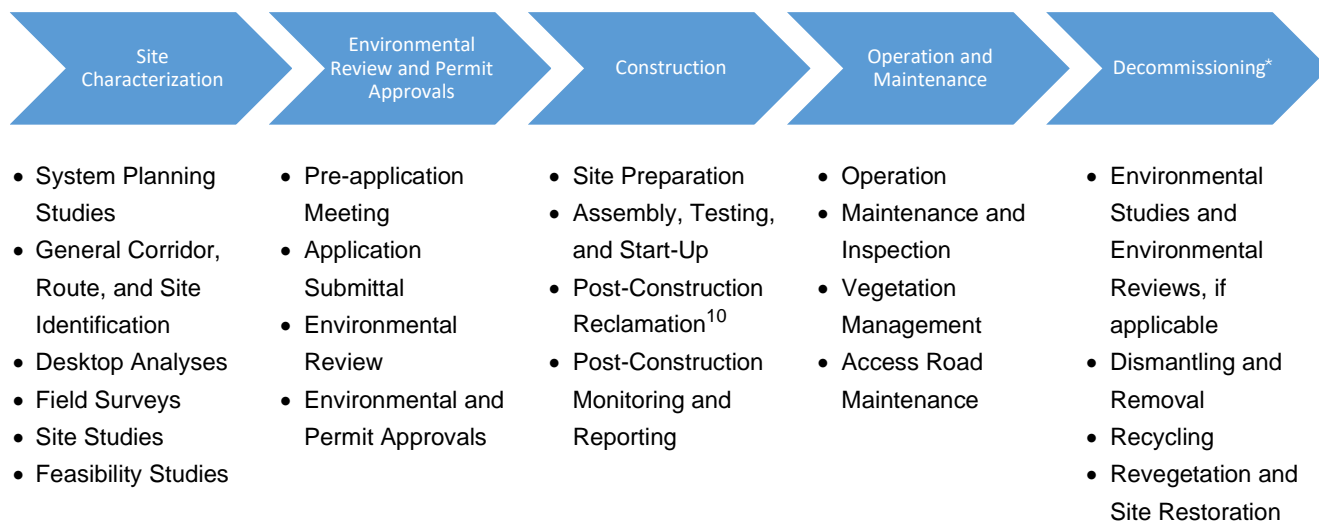 Site
Characterization
Environmental
Review and Permit
Approvals
Construction
Operation and
Maintenance
Decommissioning*
• System Planning
Studies
• General Corridor,
Route, and Site
Identification
• Desktop Analyses
• Field Surveys
• Site Studies
• Feasibility Studies
• Pre-application
Meeting
• Application
Submittal
• Environmental
Review
• Environmental and
Permit Approvals
• Site Preparation
• Assembly, Testing,
and Start-Up
• Post-Construction
Reclamation10
• Post-Construction
Monitoring and
Reporting
• Operation
• Maintenance and
Inspection
• Vegetation
Management
• Access Road
Maintenance
• Environmental
Studies and
Environmental
Reviews, if
applicable
• Dismantling and
Removal
• Recycling
• Revegetation and
Site Restoration